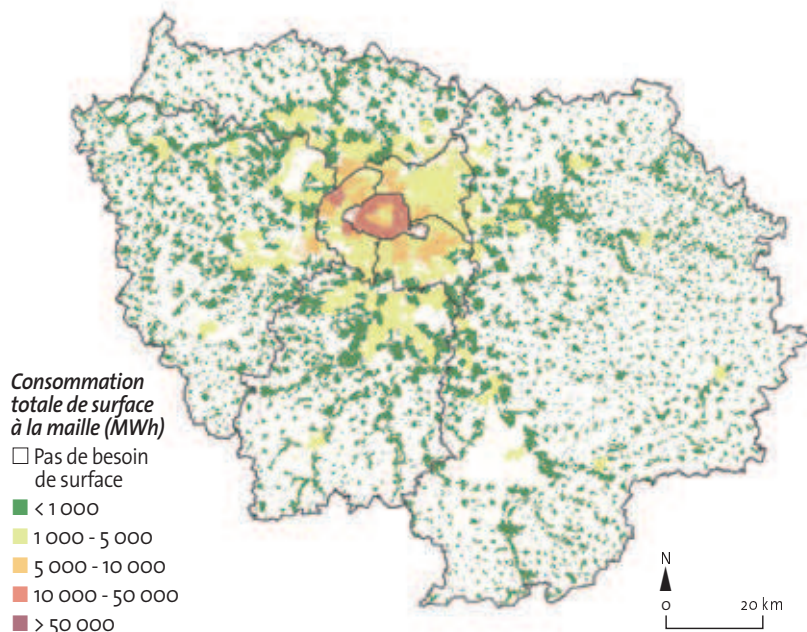 Consommation
totale de surface
à la maille (MWh)
Pas de besoin
de surface
< 1 000
1 000 - 5 000
5 000 - 10 000
10 000 - 50 000
> 50 000
N
0 20 km